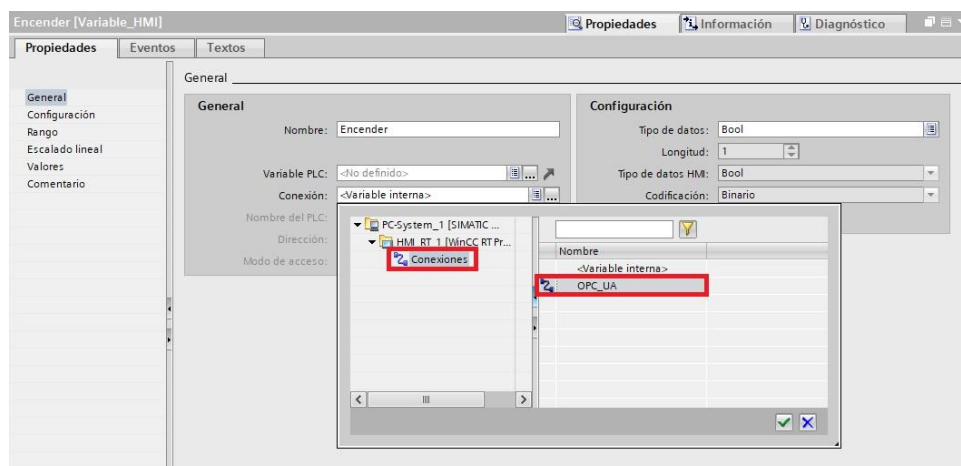 Encender [Variable_HMI]
Propiedades Información Diagnóstico
Propiedades Eventos Textos
General
General
Configuración
Rango
Escalado lineal
Valores
Comentario
General
Nombre: Encender
Variable PLC: <No definido>
Conexión: <Variable interna>
Nombre del PLC:
Dirección:
Modo de acceso:
Configuración
Tipo de datos: Bool
Longitud: 1
Tipo de datos HMI: Bool
Codificación: Binario
PC-System_1 [SIMATIC ...
HMI_RT_1 [WinCC RT Pr...
Conexiones
Nombre
<Variable interna>
OPC_UA